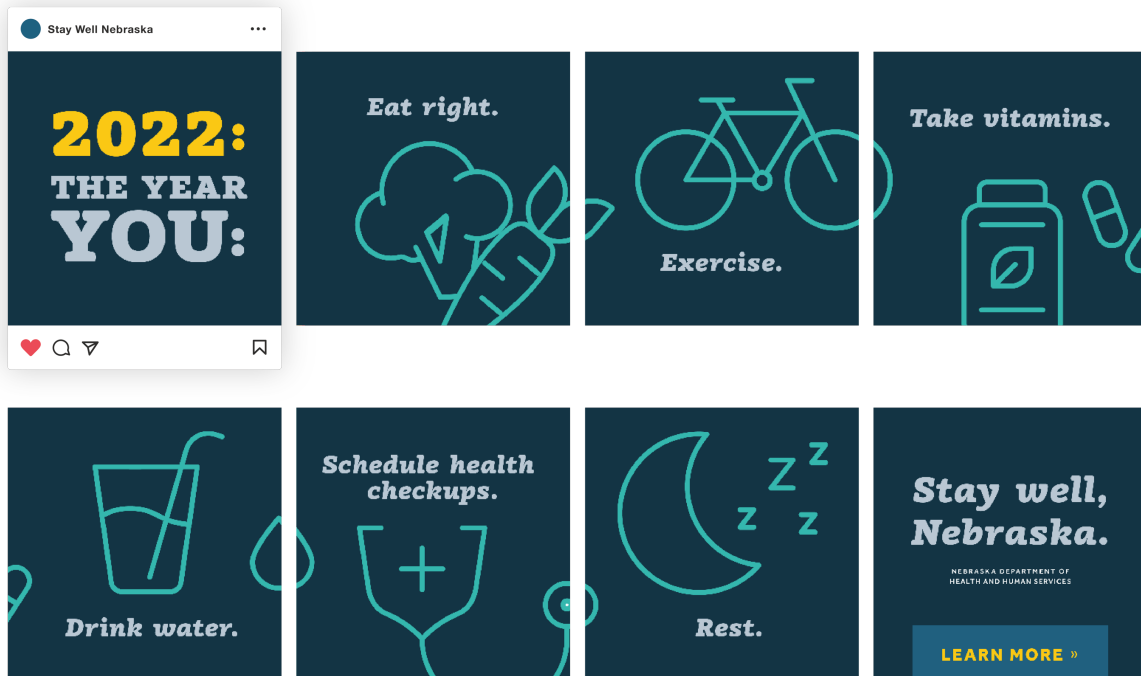 Stay Well Nebraska
2022:
THE YEAR
YOU:
Eat right.
Exercise.
Take vitamins.
Drink water.
Schedule health
checkups.
z
Z
z
z
Rest.
Stay well,
Nebraska.
NEBRASKA DEPARTMENT OF
HEALTH AND HUMAN SERVICES
LEARN MORE »